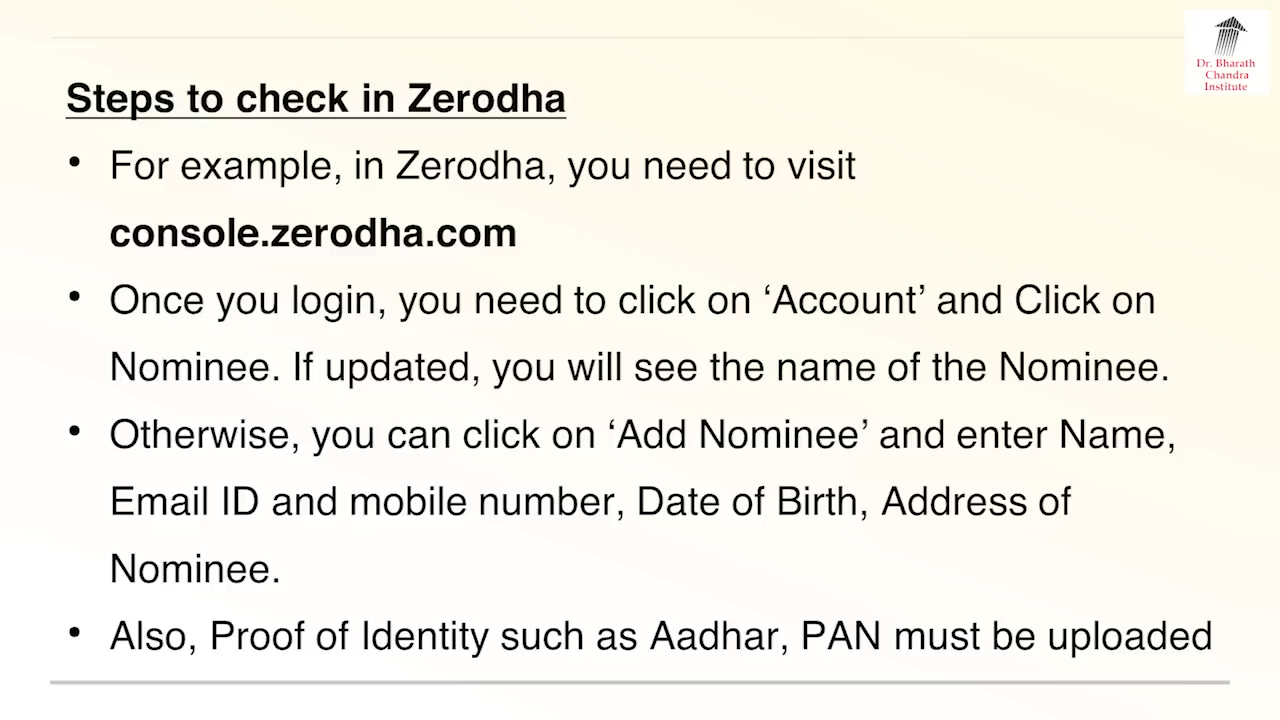 Dr. Bharath
Chandra
Institute
Steps to check in Zerodha
• For example, in Zerodha, you need to visit
console.zerodha.com
• Once you login, you need to click on ‘Account’ and Click on
Nominee. If updated, you will see the name of the Nominee.
• Otherwise, you can click on ‘Add Nominee’ and enter Name,
Email ID and mobile number, Date of Birth, Address of
Nominee.
• Also, Proof of Identity such as Aadhar, PAN must be uploaded